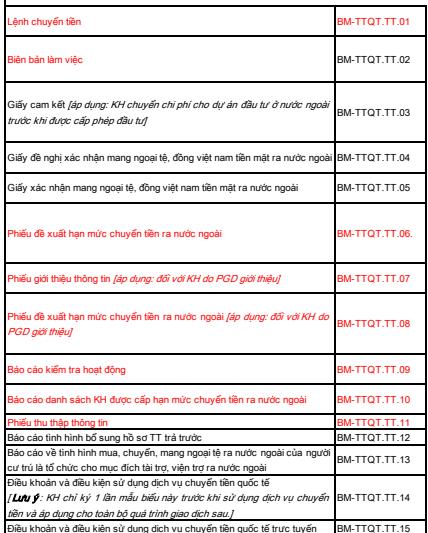 Lệnh chuyển tiền BM-TTQT.TT.01
Biên bản làm việc BM-TTQT.TT.02
Giấy cam kết [áp dụng: KH chuyển chi phí cho dự án đầu tư ở nước ngoài
trước khi được cấp phép đầu tư] BM-TTQT.TT.03
Giấy đề nghị xác nhận mang ngoại tệ, đồng việt nam tiền mặt ra nước ngoài BM-TTQT.TT.04
Giấy xác nhận mang ngoại tệ, đồng việt nam tiền mặt ra nước ngoài BM-TTQT.TT.05
Phiếu đề xuất hạn mức chuyển tiền ra nước ngoài BM-TTQT.TT.06.
Phiếu giới thiệu thông tin [áp dụng: đối với KH do PGD giới thiệu] BM-TTQT.TT.07
Phiếu đề xuất hạn mức chuyển tiền ra nước ngoài [áp dụng: đối với KH do
PGD giới thiệu] BM-TTQT.TT.08
Báo cáo kiểm tra hoạt động BM-TTQT.TT.09
Báo cáo danh sách KH được cấp hạn mức chuyển tiền ra nước ngoài BM-TTQT.TT.10
Phiếu thu thập thông tin BM-TTQT.TT.11
Báo cáo tình hình bổ sung hồ sơ TT trả trước BM-TTQT.TT.12
Báo cáo về tình hình mua, chuyển, mang ngoại tệ ra nước ngoài của người
cư trú là tổ chức cho mục đích tài trợ, viện trợ ra nước ngoài BM-TTQT.TT.13
Điều khoản và điều kiện sử dụng dịch vụ chuyển tiền quốc tế
[Lưu ý: KH chỉ ký 1 lần mẫu biểu này trước khi sử dụng dịch vụ chuyển
tiền và áp dụng cho toàn bộ quá trình giao dịch sau.] BM-TTQT.TT.14
Điều khoản và điều kiện sử dụng dịch vụ chuyển tiền quốc tế trực tuyến BM-TTQT.TT.15